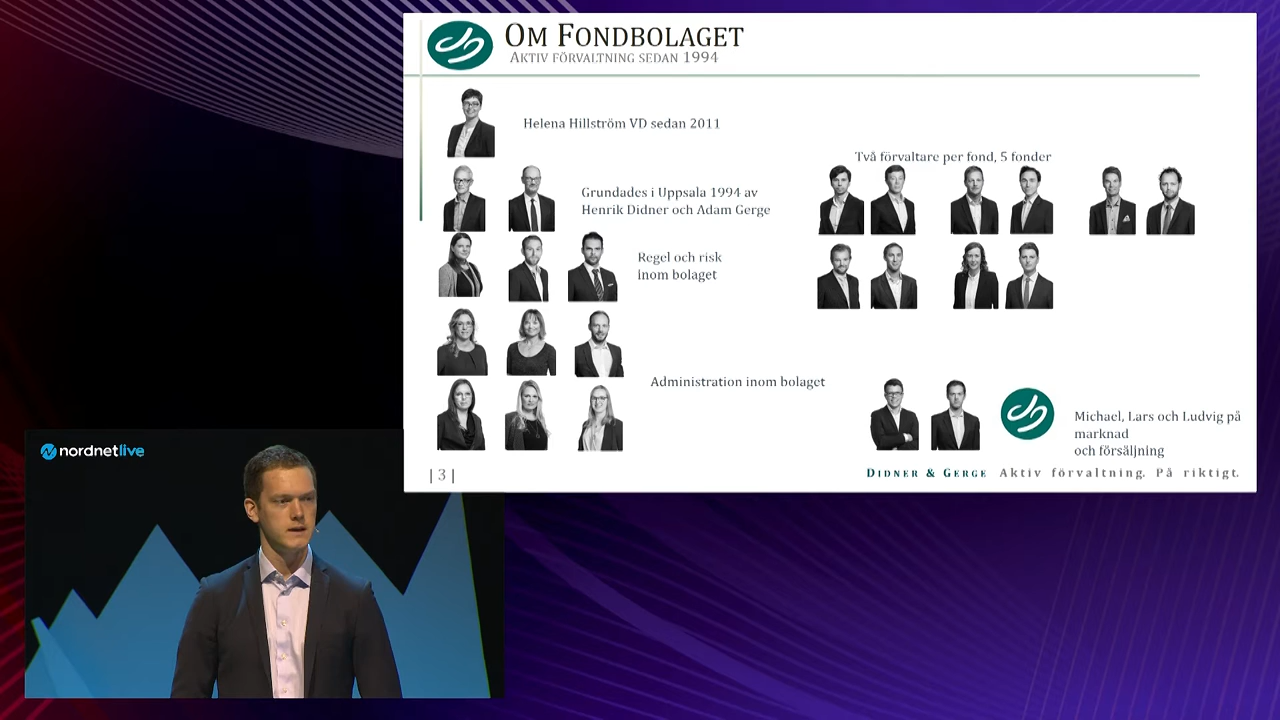 OM FONDBOLAGET
AKTIV FÖRVALTNING SEDAN 1994
Helena Hillström VD sedan 2011
Två förvaltare per fond, 5 fonder
Grundades i Uppsala 1994 av
Henrik Didner och Adam Gerge
Regel och risk
inom bolaget
Administration inom bolaget
Michael, Lars och Ludvig på
marknad
och försäljning
| 3 |
DIDNER & GERGE Aktiv förvaltning. På riktigt.
nordnetlive